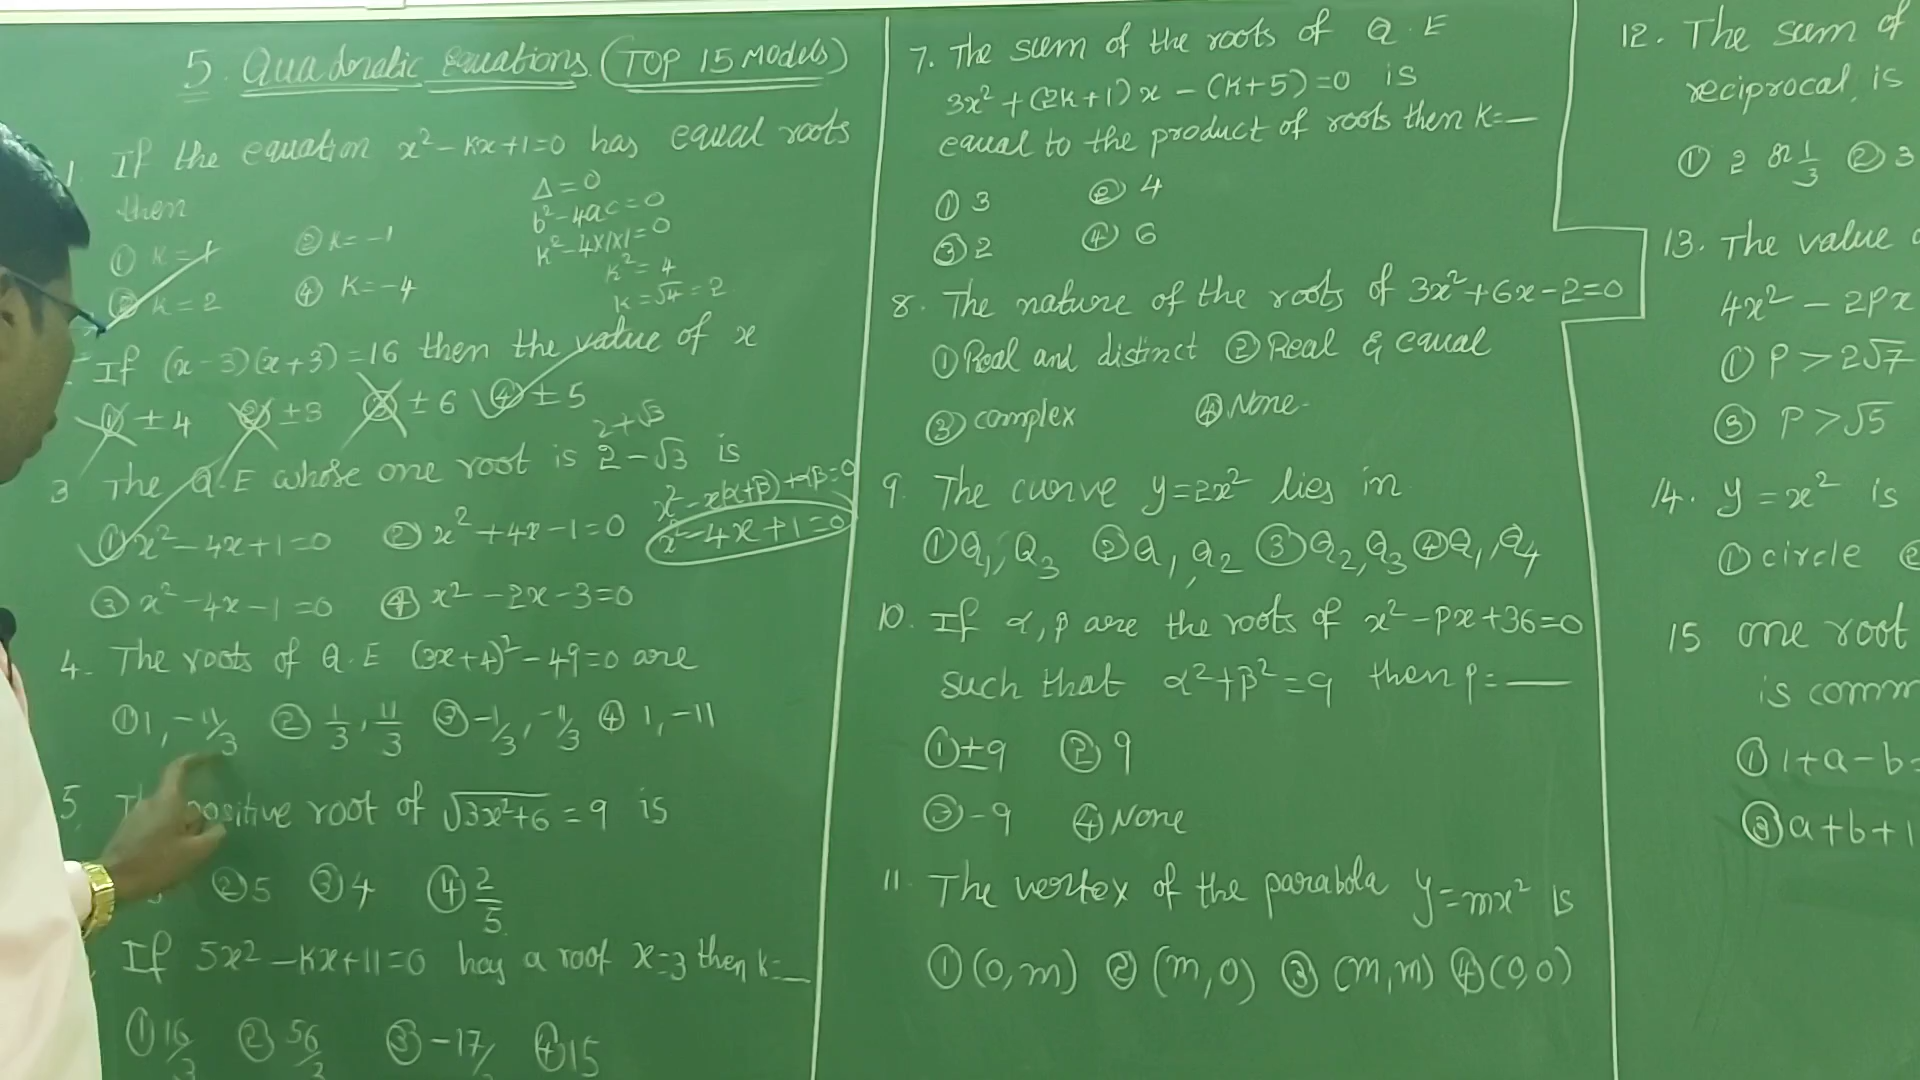 5. Quadratic equations (TOP 15 Models)
1. If the equation x² - kx + 1 = 0 has equal roots
then
Δ = 0
b² - 4ac = 0
k² - 4x1x1 = 0
k² = 4
k = √4 = 2
① K = 1 ② K = -1
③ K = 2 ④ K = -4
If (x-3)(x+3) = 16 then the value of x
① ± 4 ② ± 3 ③ ± 6 ④ ± 5
2+√3
3 The Q.E whose one root is 2 - √3 is
x² - x(α+β) + αβ = 0
x² - 4x + 1 = 0
① x² - 4x + 1 = 0 ② x² + 4x - 1 = 0
③ x² - 4x - 1 = 0 ④ x² - 2x - 3 = 0
4. The roots of Q.E (3x+4)² - 49 = 0 are
① 1, -11/3 ② 1/3, 11/3 ③ -1/3, -11/3 ④ 1, -11
5. positive root of √3x²+6 = 9 is
② 5 ③ 4 ④ 2/5
If 5x² - kx + 11 = 0 has a root x = 3 then k = __
① 16/3 ② 56/3 ③ -17/ ④ 15
7. The sum of the roots of Q.E
3x² + (2k+1)x - (k+5) = 0 is
equal to the product of roots then k = __
① 3 ② 4
③ 2 ④ 6
8. The nature of the roots of 3x² + 6x - 2 = 0
① Real and distinct ② Real & equal
③ complex ④ None
9. The curve y = 2x² lies in
① Q₁, Q₃ ② Q₁, Q₂ ③ Q₂, Q₃ ④ Q₁, Q₄
10. If α, β are the roots of x² - px + 36 = 0
such that α² + β² = 9 then p = __
① ±9 ② 9
③ -9 ④ None
11. The vertex of the parabola y = mx² is
① (0, m) ② (m, 0) ③ (m, m) ④ (0, 0)
12. The sum of
reciprocal, is
① 2 or 1/3 ② 3
13. The value
4x² - 2px
① P > 2√7
③ P > √5
14. y = x² is
① circle
15 one root
is comm
① 1+a-b=
③ a+b+1